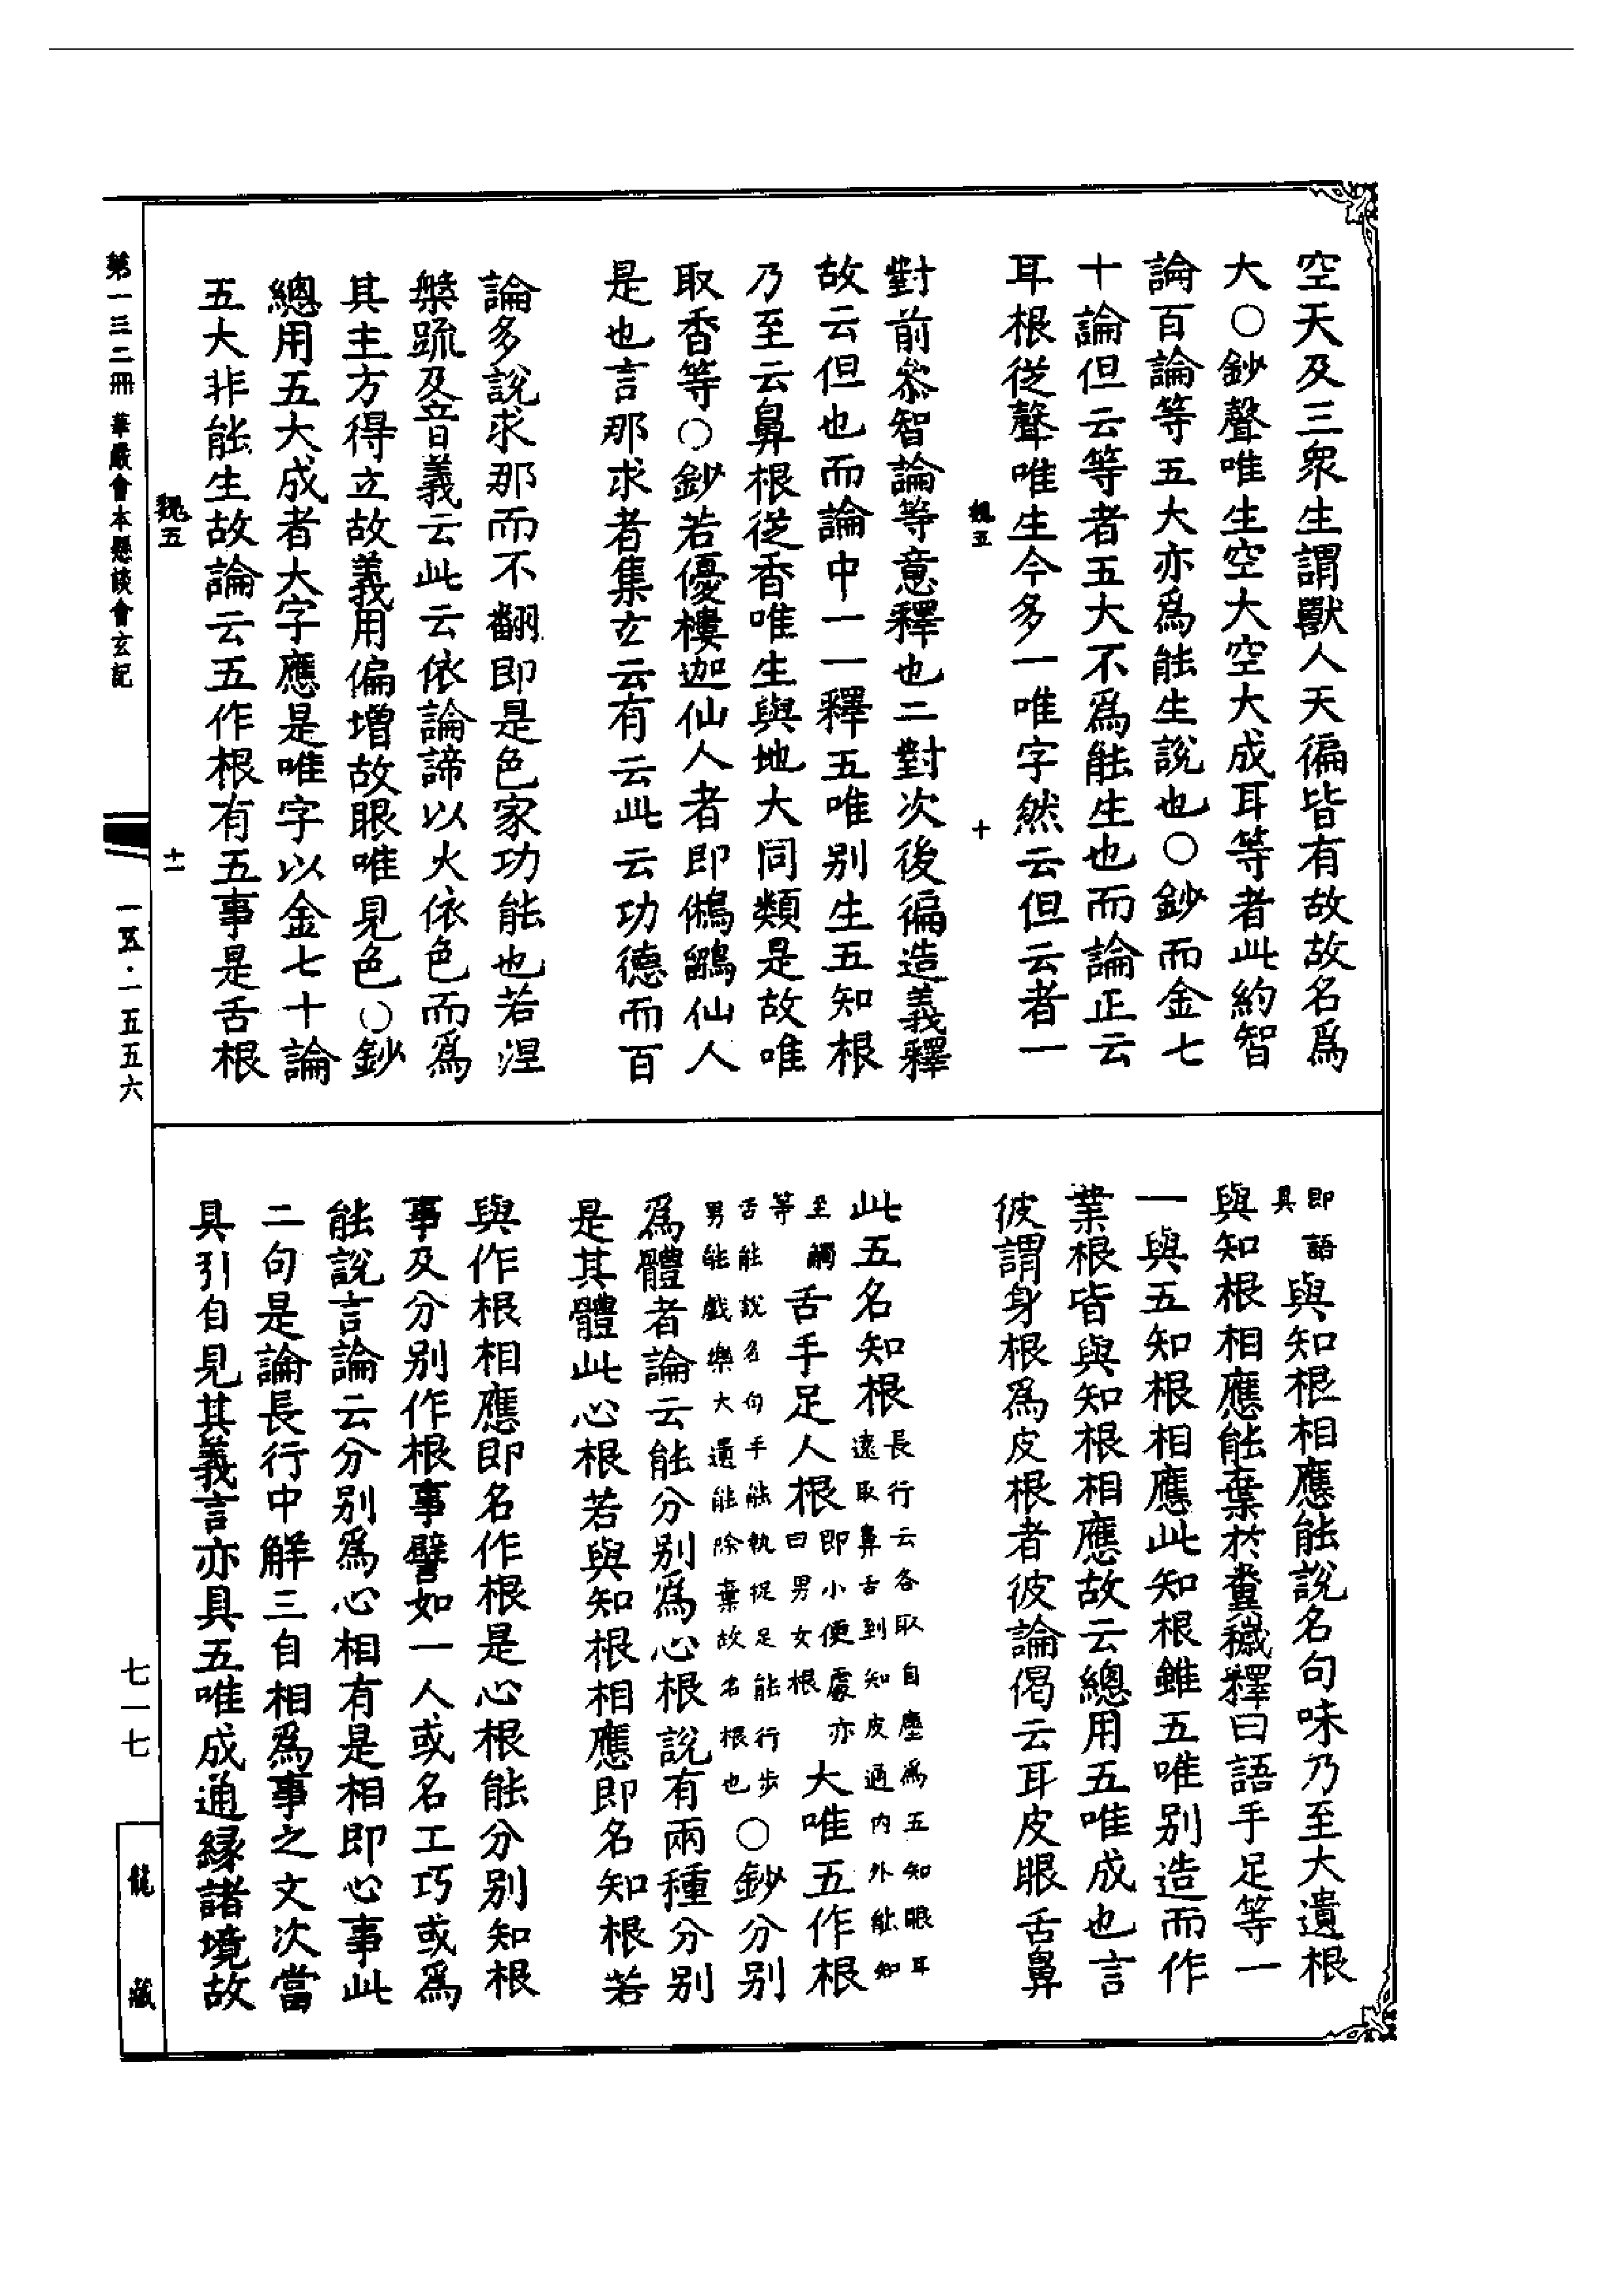 空天及三衆生謂獸人天徧皆有故故名爲
大○鈔聲唯生空大空大成耳等者此約智
論百論等五大亦爲能生說也○鈔而金七
十論但云等者五大不爲能生也而論正云
耳根從聲唯生今多一唯字然云但云者一
魏五 十
對前叅智論等意釋也二對次後徧造義釋
故云但也而論中一一釋五唯别生五知根
乃至云鼻根從香唯生與地大同類是故唯
取香等○鈔若優樓迦仙人者即鵂鶹仙人
是也言那求者集玄云有云此云功德而百
論多說求那而不翻即是色家功能也若涅
槃䟽及音義云此云依論諦以火依色而爲
其主方得立故義用偏增故眼唯見色○鈔
總用五大成者大字應是唯字以金七十論
五大非能生故論云五作根有五事是舌根
魏五 十一
即語
具
與知根相應能說名句味乃至大遺根
與知根相應能棄於糞穢釋曰語手足等一
一與五知根相應此知根雖五唯别造而作
業根皆與知根相應故云總用五唯成也言
彼謂身根爲皮根者彼論偈云耳皮眼舌鼻
此五名知根
長行云各取自塵爲五知眼耳
遠取鼻舌到知皮通内外能知
至觸
等
舌手足人根
即小便處亦
曰男女根
大唯五作根
舌能說名句手能執捉足能行步
男能戲樂大遺能除棄故名根也
○鈔分别
爲體者論云能分别爲心根說有兩種分别
是其體此心根若與知根相應即名知根若
與作根相應即名作根是心根能分别知根
事及分别作根事譬如一人或名工巧或爲
能說言論云分别爲心相有是相即心事此
二句是論長行中解三自相爲事之文次當
具引自見其義言亦具五唯成通緣諸境故
第一三二冊 華嚴會本懸談會玄記
一五·一五五六
七一七
龍藏